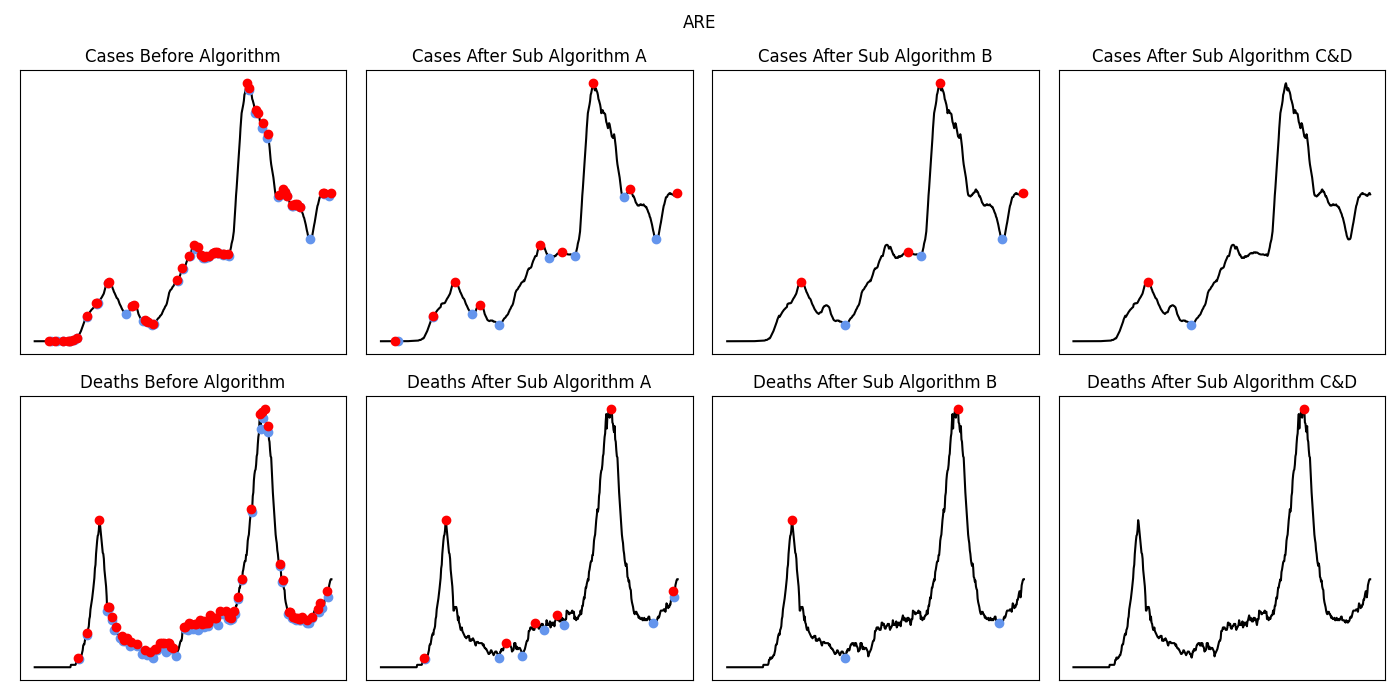 ARE
Cases Before Algorithm
Cases After Sub Algorithm A
Cases After Sub Algorithm B
Cases After Sub Algorithm C&D
Deaths Before Algorithm
Deaths After Sub Algorithm A
Deaths After Sub Algorithm B
Deaths After Sub Algorithm C&D